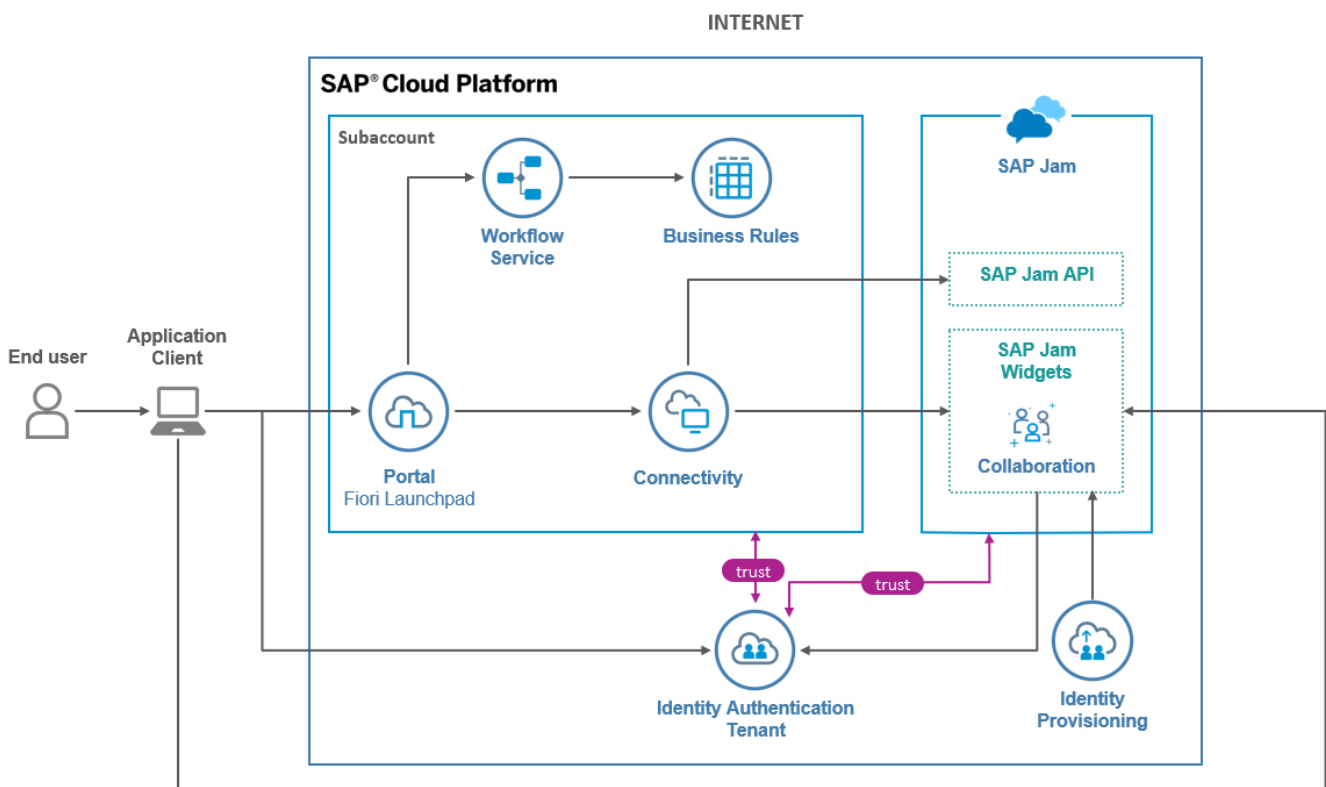 INTERNET
SAP® Cloud Platform
Subaccount
Workflow
Service
Business Rules
SAP Jam
SAP Jam API
SAP Jam
Widgets
Collaboration
End user
Application
Client
Portal
Fiori Launchpad
Connectivity
trust
trust
Identity Authentication
Tenant
Identity
Provisioning